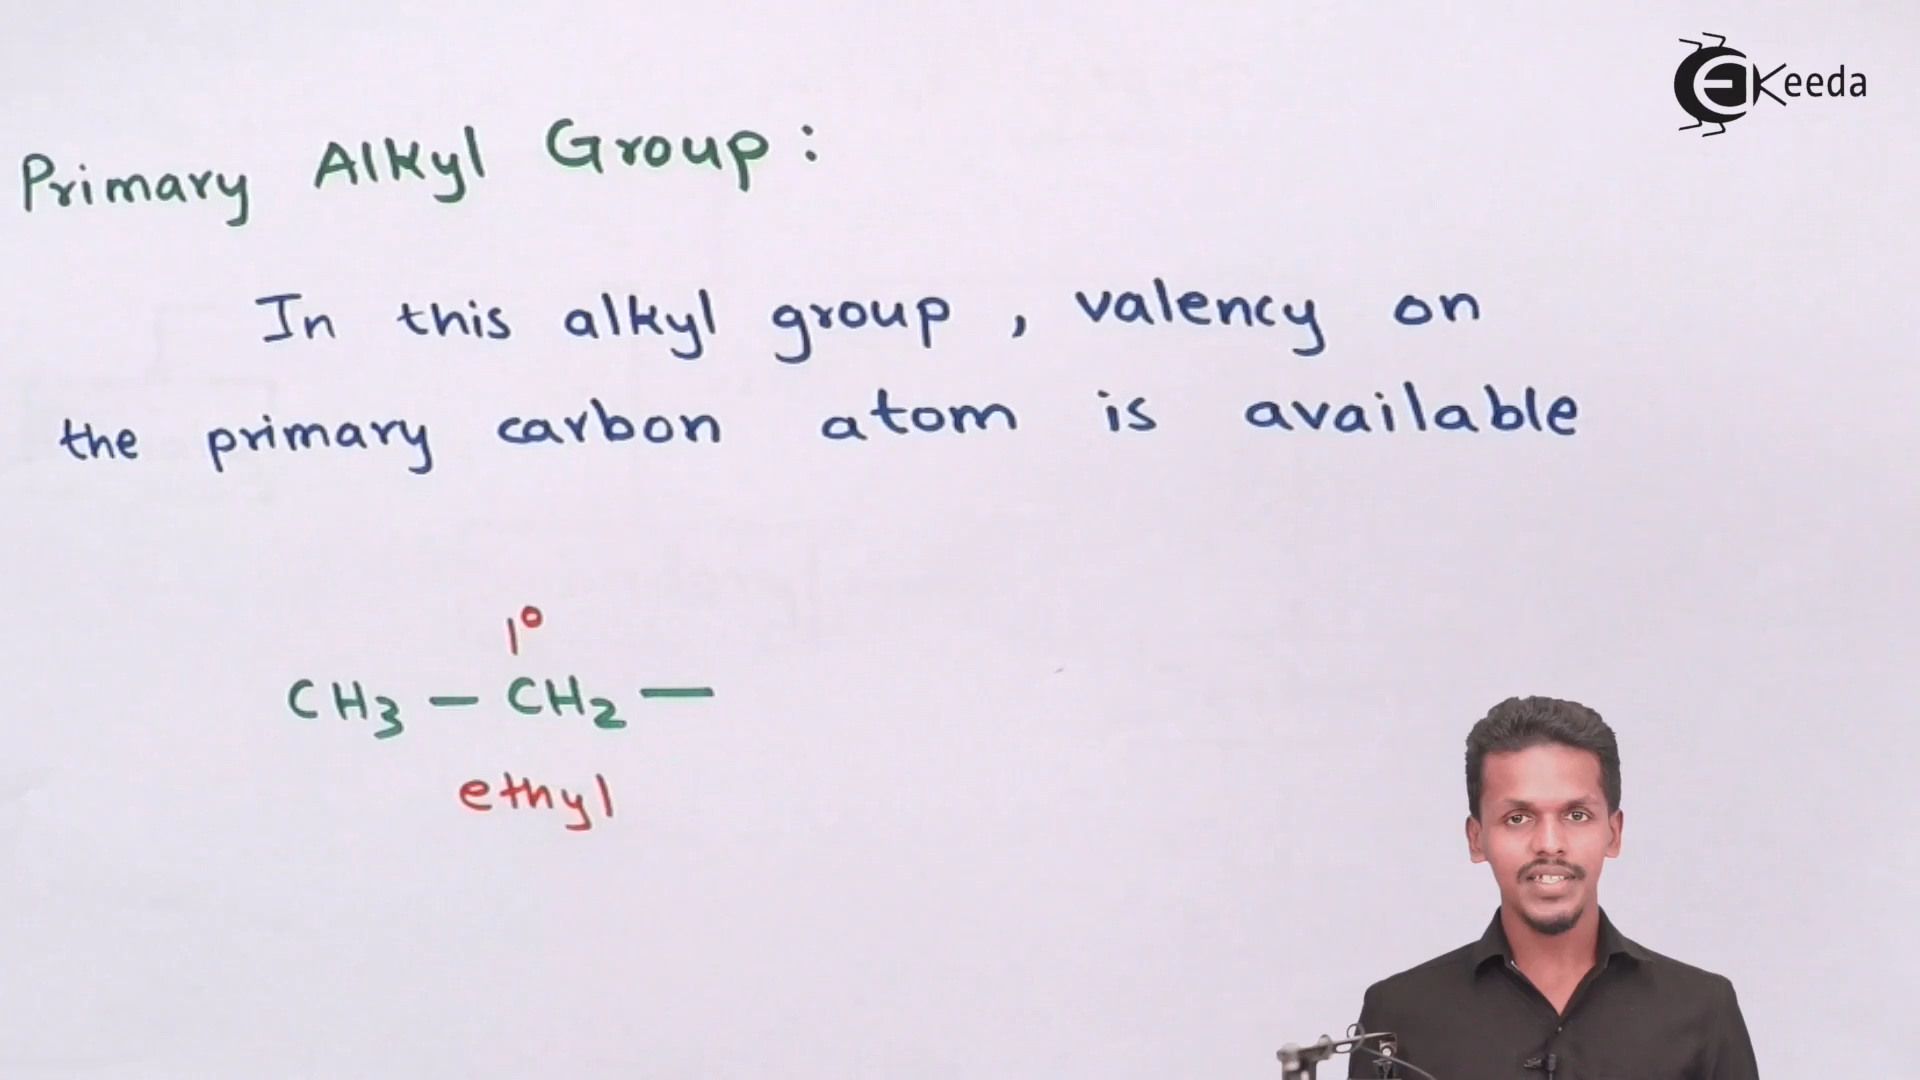 EKeeda
Primary Alkyl Group :
In this alkyl group , valency on
the primary carbon atom is available
1°
CH₃ — CH₂ —
ethyl